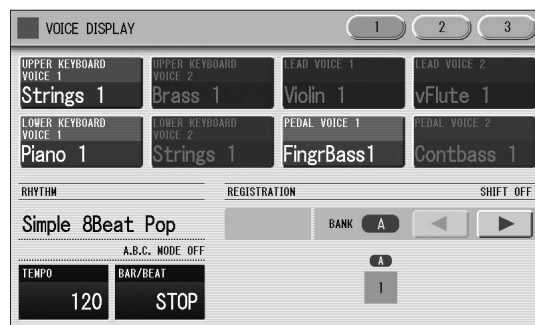 VOICE DISPLAY
1
2
3
UPPER KEYBOARD
VOICE 1
Strings 1
UPPER KEYBOARD
VOICE 2
Brass 1
LEAD VOICE 1
Violin 1
LEAD VOICE 2
vFlute 1
LOWER KEYBOARD
VOICE 1
Piano 1
LOWER KEYBOARD
VOICE 2
Strings 1
PEDAL VOICE 1
FingrBass1
PEDAL VOICE 2
Contbass 1
RHYTHM
REGISTRATION
SHIFT OFF
Simple 8Beat Pop
BANK A
A.B.C. MODE OFF
A
TEMPO
120
BAR/BEAT
STOP
1